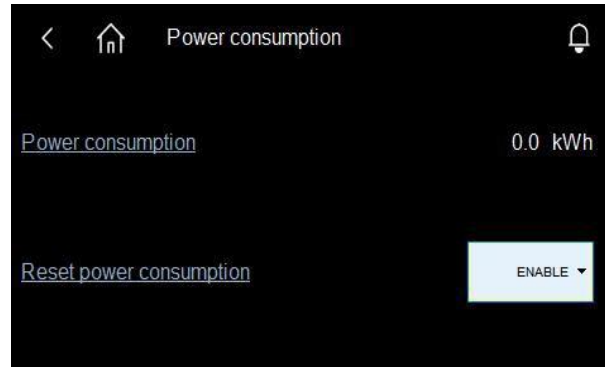 Power consumption
Power consumption 0.0 kWh
Reset power consumption ENABLE